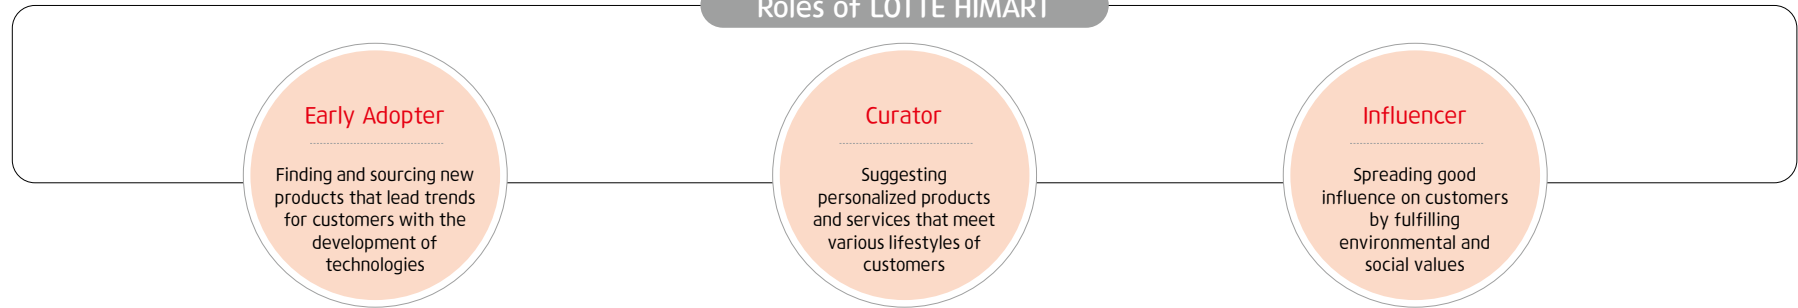 Roles of LOTTE HIMART
Early Adopter
Finding and sourcing new
products that lead trends
for customers with the
development of
technologies
Curator
Suggesting
personalized products
and services that meet
various lifestyles of
customers
Influencer
Spreading good
influence on customers
by fulfilling
environmental and
social values